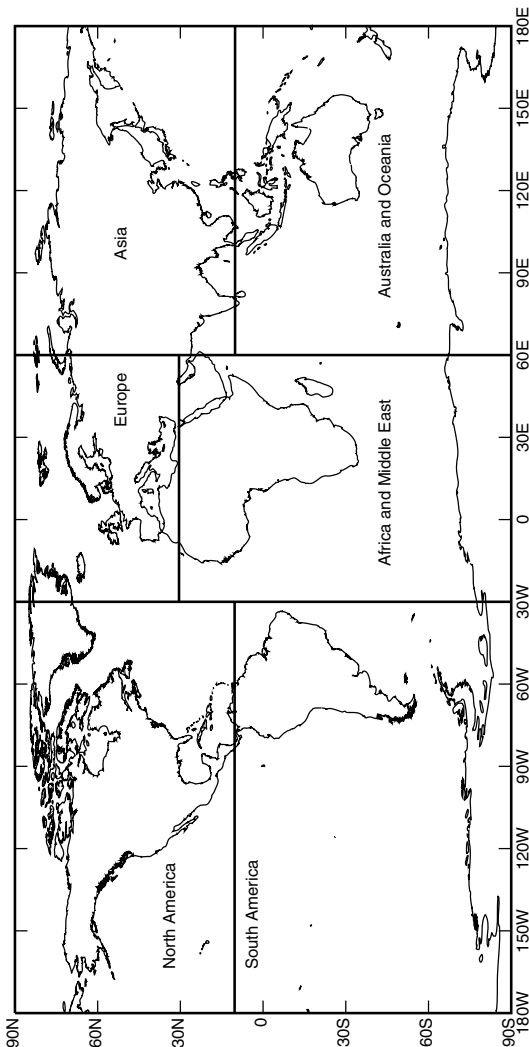 90N
60N
30N
0
30S
60S
90S
180W
150W
120W
90W
60W
30W
0
30E
60E
90E
120E
150E
180E
North America
South America
Europe
Africa and Middle East
Asia
Australia and Oceania